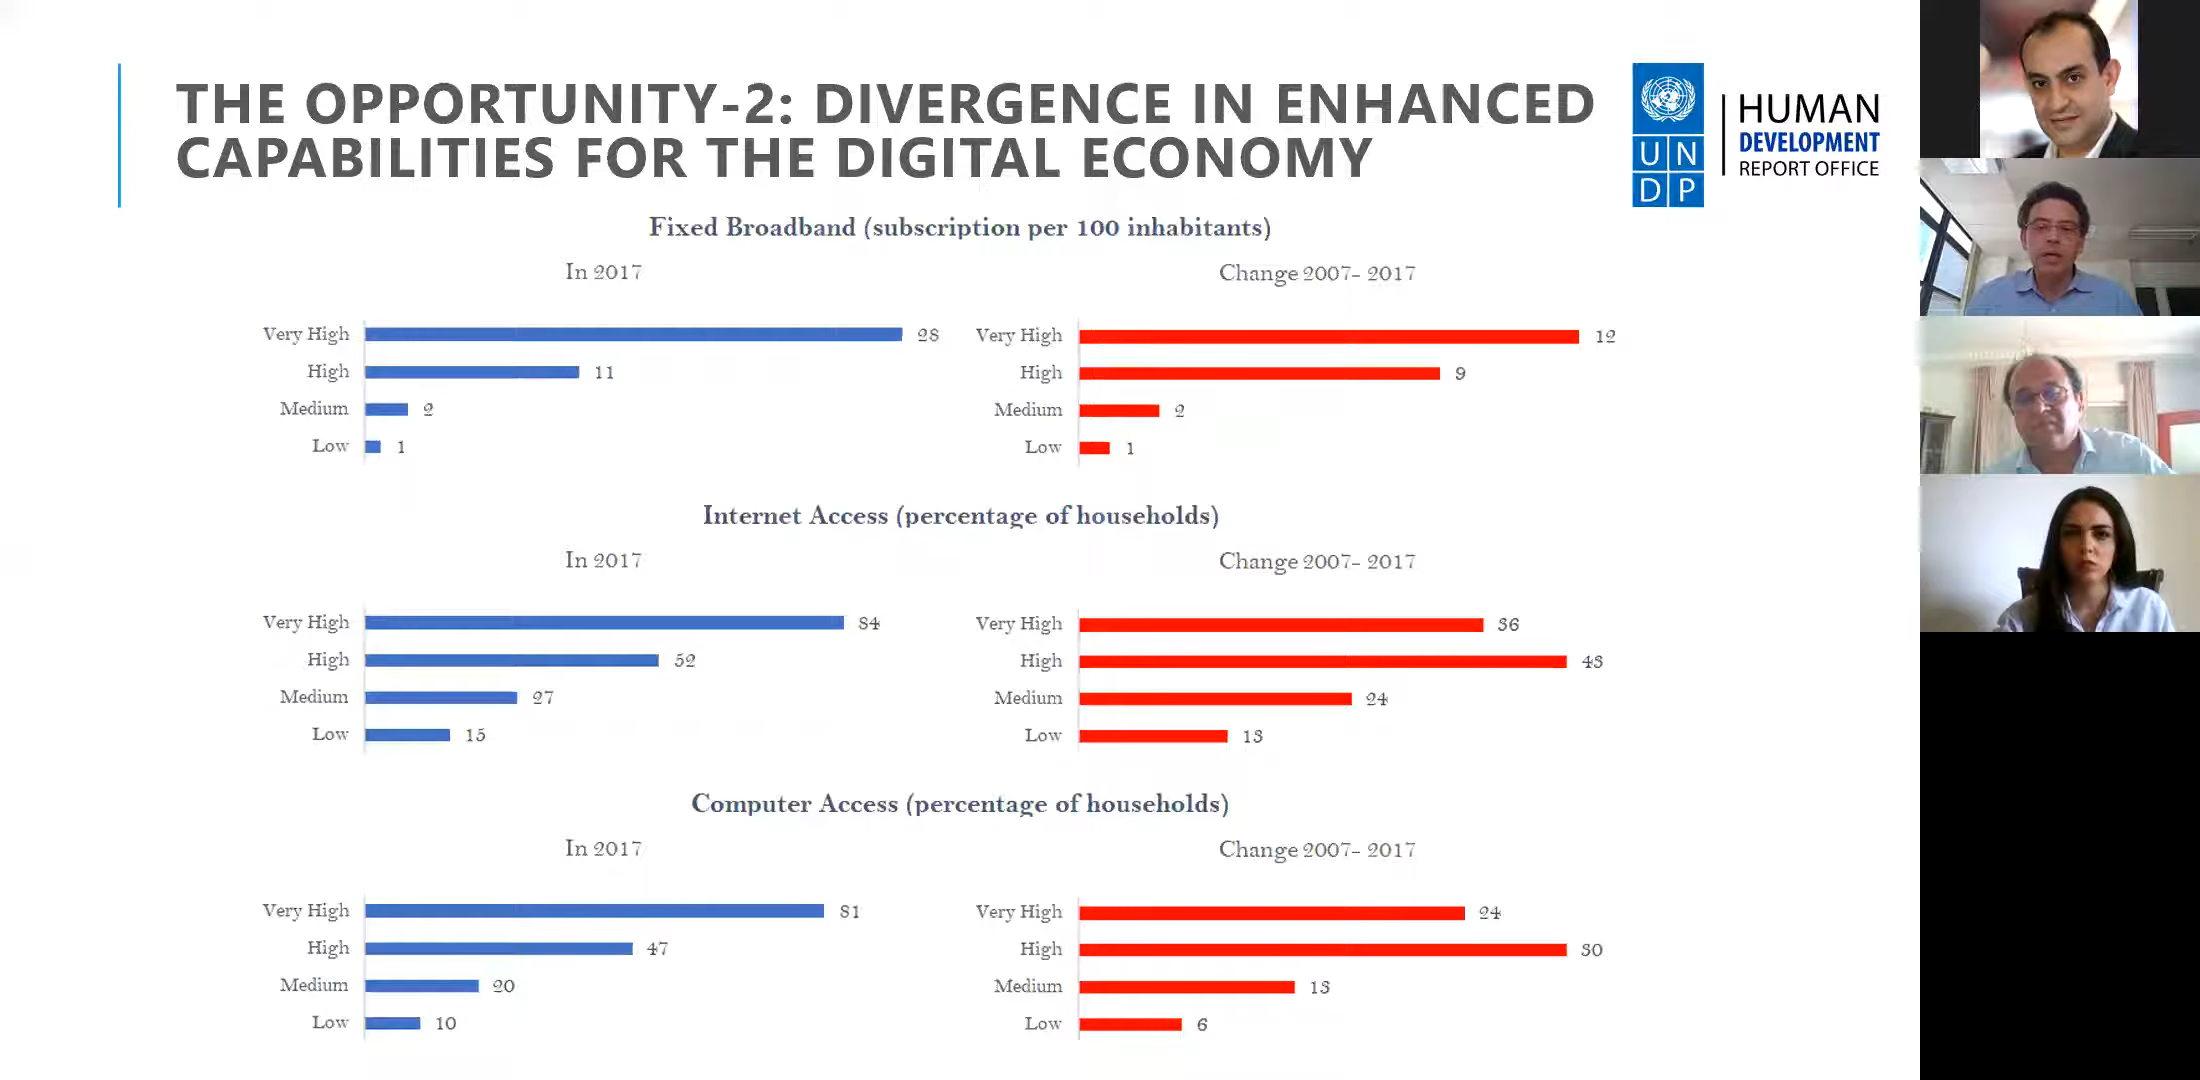 THE OPPORTUNITY-2: DIVERGENCE IN ENHANCED
CAPABILITIES FOR THE DIGITAL ECONOMY
U N
D P
HUMAN
DEVELOPMENT
REPORT OFFICE
Fixed Broadband (subscription per 100 inhabitants)
In 2017
Very High 28
High 11
Medium 2
Low 1
Change 2007- 2017
Very High 12
High 9
Medium 2
Low 1
Internet Access (percentage of households)
In 2017
Very High 84
High 52
Medium 27
Low 15
Change 2007- 2017
Very High 36
High 43
Medium 24
Low 13
Computer Access (percentage of households)
In 2017
Very High 81
High 47
Medium 20
Low 10
Change 2007- 2017
Very High 24
High 30
Medium 13
Low 6